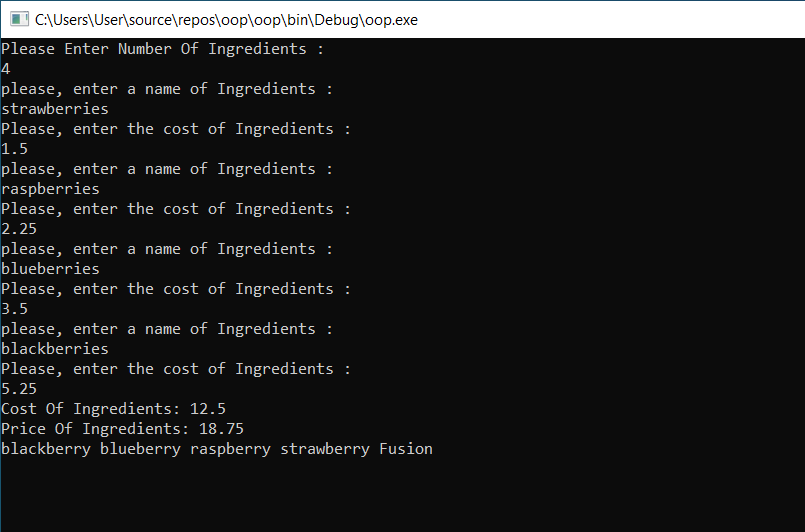 C:\Users\User\source\repos\oop\oop\bin\Debug\oop.exe
Please Enter Number Of Ingredients :
4
please, enter a name of Ingredients :
strawberries
Please, enter the cost of Ingredients :
1.5
please, enter a name of Ingredients :
raspberries
Please, enter the cost of Ingredients :
2.25
please, enter a name of Ingredients :
blueberries
Please, enter the cost of Ingredients :
3.5
please, enter a name of Ingredients :
blackberries
Please, enter the cost of Ingredients :
5.25
Cost Of Ingredients: 12.5
Price Of Ingredients: 18.75
blackberry blueberry raspberry strawberry Fusion